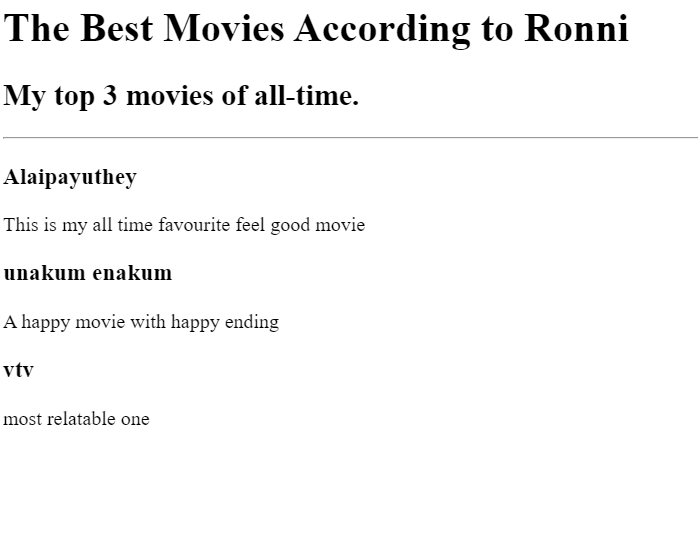 The Best Movies According to Ronni
My top 3 movies of all-time.
Alaipayuthey
This is my all time favourite feel good movie
unakum enakum
A happy movie with happy ending
vtv
most relatable one